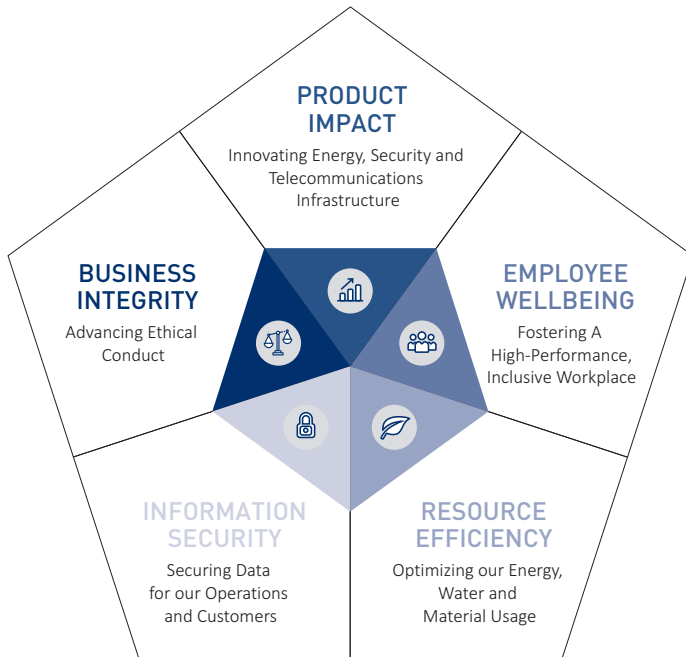 PRODUCT
IMPACT
Innovating Energy, Security and
Telecommunications
Infrastructure
BUSINESS
INTEGRITY
Advancing Ethical
Conduct
EMPLOYEE
WELLBEING
Fostering A
High-Performance,
Inclusive Workplace
INFORMATION
SECURITY
Securing Data
for our Operations
and Customers
RESOURCE
EFFICIENCY
Optimizing our Energy,
Water and
Material Usage